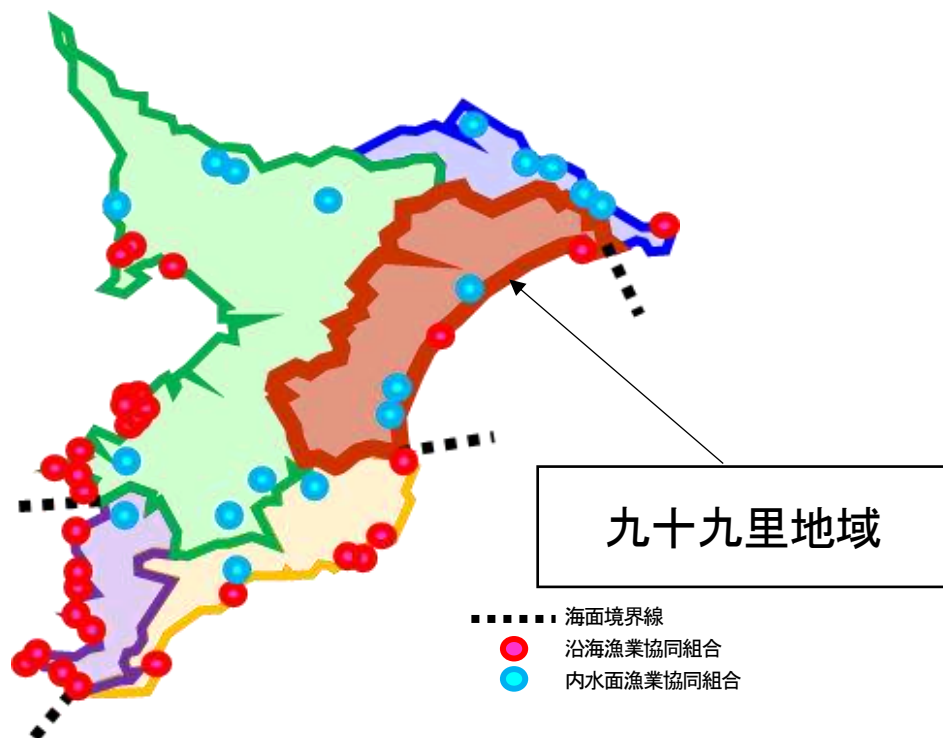 九十九里地域
海面境界線
沿海漁業協同組合
内水面漁業協同組合